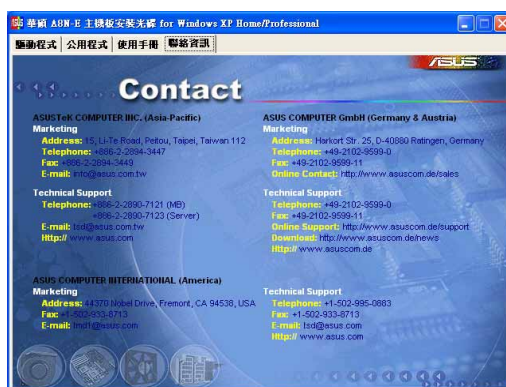 華碩 A8N-E 主機板安裝光碟 for Windows XP Home/Professional
驅動程式 公用程式 使用手冊 聯絡資訊
ASUS
Contact
ASUSTeK COMPUTER INC. (Asia-Pacific)
Marketing
Address: 15, Li-Te Road, Peitou, Taipei, Taiwan 112
Telephone: +886-2-2894-3447
Fax: +886-2-2894-3449
E-mail: info@asus.com.tw
Technical Support
Telephone: +886-2-2890-7121 (MB)
+886-2-2890-7123 (Server)
E-mail: tsd@asus.com.tw
Http:// www.asus.com
ASUS COMPUTER INTERNATIONAL (America)
Marketing
Address: 44370 Nobel Drive, Fremont, CA 94538, USA
Fax: +1-502-933-8713
E-mail: tmd1@asus.com
ASUS COMPUTER GmbH (Germany & Austria)
Marketing
Address: Harkort Str. 25, D-40880 Ratingen, Germany
Telephone: +49-2102-9599-0
Fax: +49-2102-9599-11
Online Contact: http://www.asuscom.de/sales
Technical Support
Telephone: +49-2102-9599-0
Fax: +49-2102-9599-11
Online Support: http://www.asuscom.de/support
Download: http://www.asuscom.de/news
Http:// www.asuscom.de
Technical Support
Telephone: +1-502-995-0883
Fax: +1-502-933-8713
E-mail: tsd@asus.com
Http:// www.asus.com